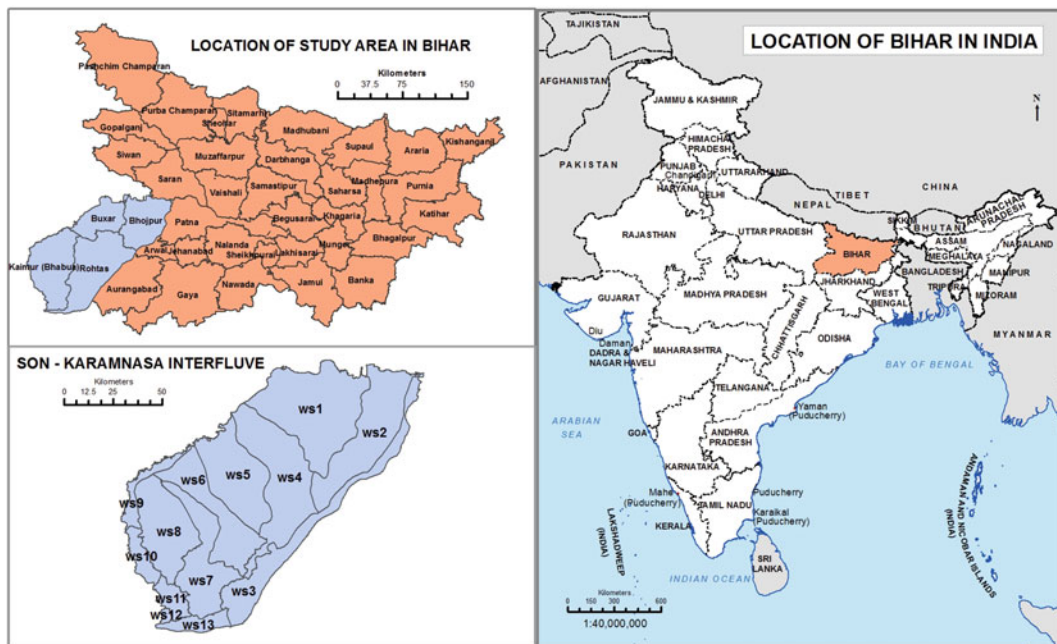 LOCATION OF STUDY AREA IN BIHAR
Kilometers
0 37.5 75 150
Pashchim Champaran
Purba Champaran
Sitamarhi
Sheohar
Gopalganj
Madhubani
Kishanganj
Siwan
Muzaffarpur
Darbhanga
Supaul
Araria
Saran
Vaishali
Samastipur
Madhepura
Saharsa
Purnia
Buxar
Bhojpur
Patna
Begusarai
Khagaria
Katihar
Kaimur (Bhabua)
Rohtas
Arwal
Jehanabad
Nalanda
Sheikhpura
Lakhisarai
Munger
Bhagalpur
Aurangabad
Gaya
Nawada
Jamui
Banka
SON - KARAMNASA INTERFLUVE
Kilometers
0 12.5 25 50
ws1
ws2
ws6
ws5
ws4
ws9
ws8
ws10
ws7
ws11
ws3
ws12
ws13
LOCATION OF BIHAR IN INDIA
N
TAJIKISTAN
AFGHANISTAN
PAKISTAN
JAMMU & KASHMIR
HIMACHAL
PRADESH
PUNJAB
Chandigarh
UTTARAKHAND
HARYANA
DELHI
CHINA
TIBET
NEPAL
SIKKIM
BHUTAN
ARUNACHAL
PRADESH
RAJASTHAN
UTTAR PRADESH
BIHAR
ASSAM
NAGALAND
MEGHALAYA
BANGLADESH
MANIPUR
TRIPURA
MIZORAM
JHARKHAND
WEST
BENGAL
GUJARAT
MADHYA PRADESH
CHHATTISGARH
MYANMAR
Diu
Daman
DADRA &
NAGAR HAVELI
MAHARASHTRA
ODISHA
BAY OF BENGAL
TELANGANA
Yaman
(Puducherry)
ARABIAN
SEA
GOA
ANDHRA
PRADESH
KARNATAKA
Mahe
(Puducherry)
TAMIL NADU
Puducherry
Karaikal
(Puducherry)
KERALA
LAKSHADWEEP
(INDIA)
ANDAMAN AND NICOBAR ISLANDS
(INDIA)
SRI
LANKA
INDIAN OCEAN
Kilometers
0 150 300 600
1:40,000,000